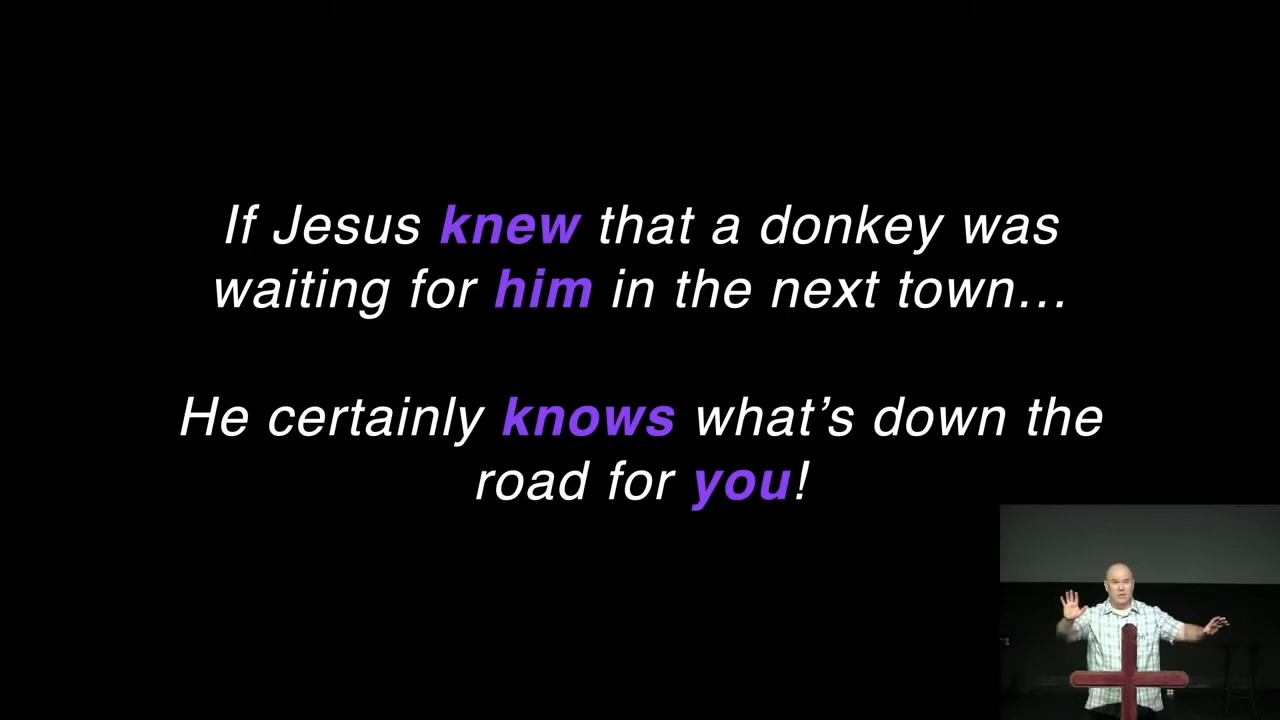 If Jesus knew that a donkey was
waiting for him in the next town…
He certainly knows what’s down the
road for you!